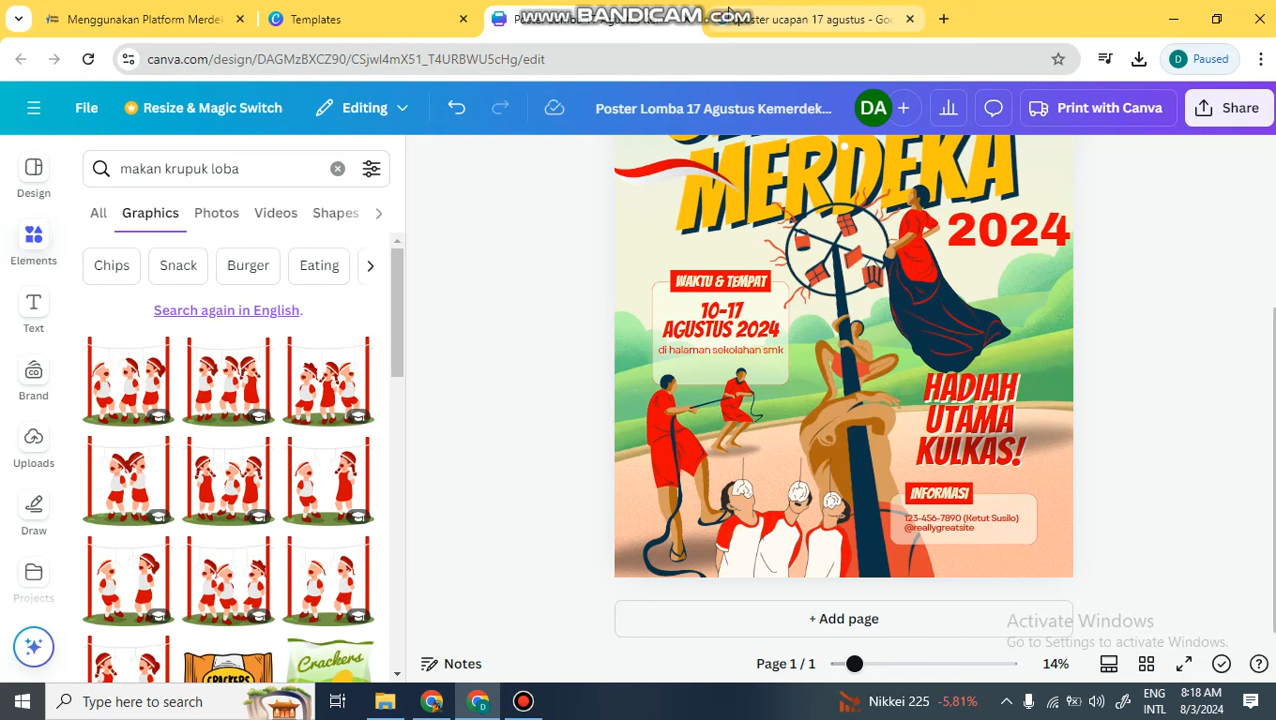 Menggunakan Platform Merde
Templates
www.BANDICAM.com
poster ucapan 17 agustus - Goo
canva.com/design/DAGMzBXCZ90/CSjwI4mX51_T4URBWU5cHg/edit
D Paused
File
Resize & Magic Switch
Editing
Poster Lomba 17 Agustus Kemerdek...
DA
Print with Canva
Share
Design
Elements
Text
Brand
Uploads
Draw
Projects
makan krupuk loba
All
Graphics
Photos
Videos
Shapes
Chips
Snack
Burger
Eating
Search again in English.
CRACKERS
Crackers
MERDEKA
2024
WAKTU & TEMPAT
10-17
AGUSTUS 2024
di halaman sekolahan smk
HADIAH
UTAMA
KULKAS!
INFORMASI
123-456-7890 (Ketut Susilo)
@reallygreatsite
+ Add page
Activate Windows
Go to Settings to activate Windows.
Notes
Page 1 / 1
14%
Type here to search
Nikkei 225 -5,81%
ENG
INTL
8:18 AM
8/3/2024